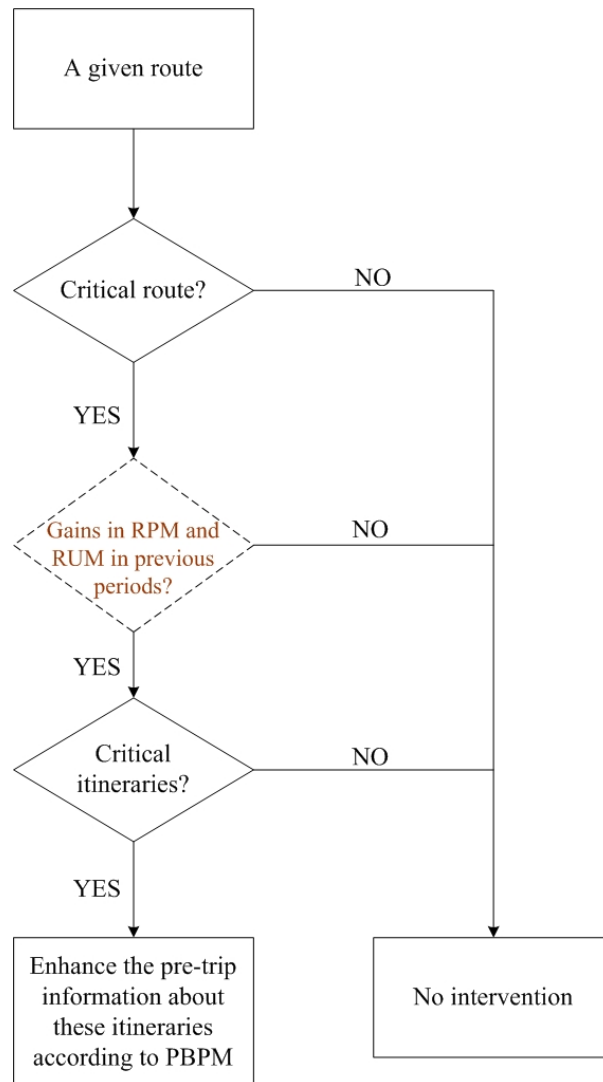 A given route
Critical route?
NO
YES
Gains in RPM and
RUM in previous
periods?
NO
YES
Critical
itineraries?
NO
YES
Enhance the pre-trip
information about
these itineraries
according to PBPM
No intervention